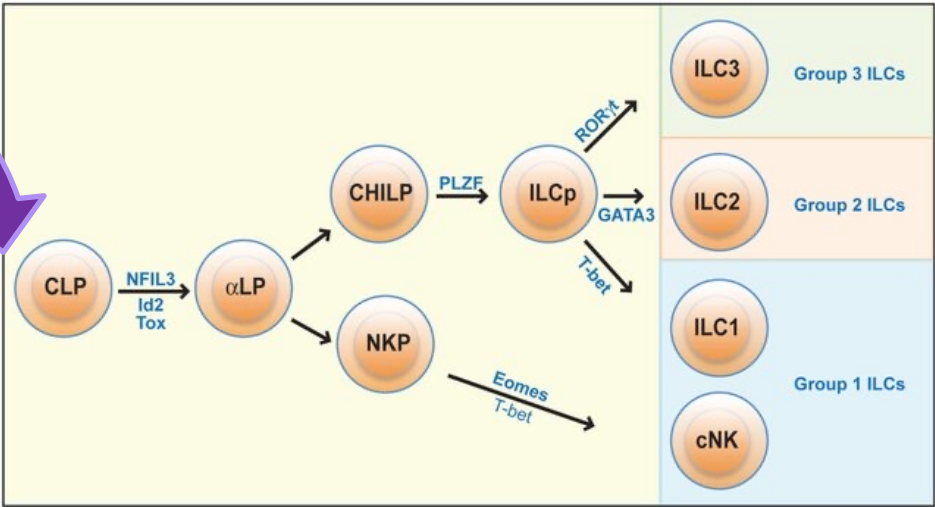 CLP
NFIL3
Id2
Tox
αLP
CHILP
PLZF
ILCp
NKP
RORγt
GATA3
T-bet
Eomes
T-bet
ILC3
Group 3 ILCs
ILC2
Group 2 ILCs
ILC1
Group 1 ILCs
cNK